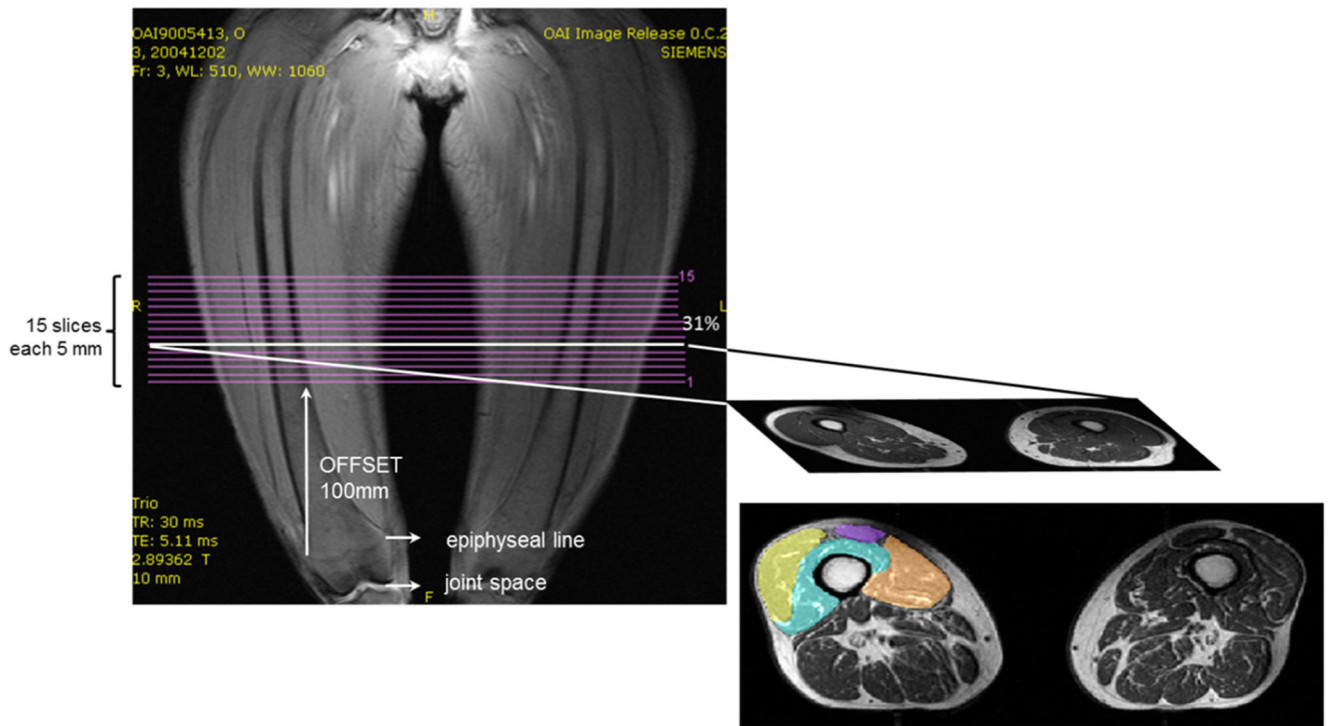 H
OAI9005413, O
3, 20041202
Fr: 3, WL: 510, WW: 1060
OAI Image Release 0.C.2
SIEMENS
15
R
L
15 slices
each 5 mm
31%
1
OFFSET
100mm
Trio
TR: 30 ms
TE: 5.11 ms
2.89362 T
10 mm
epiphyseal line
joint space
F